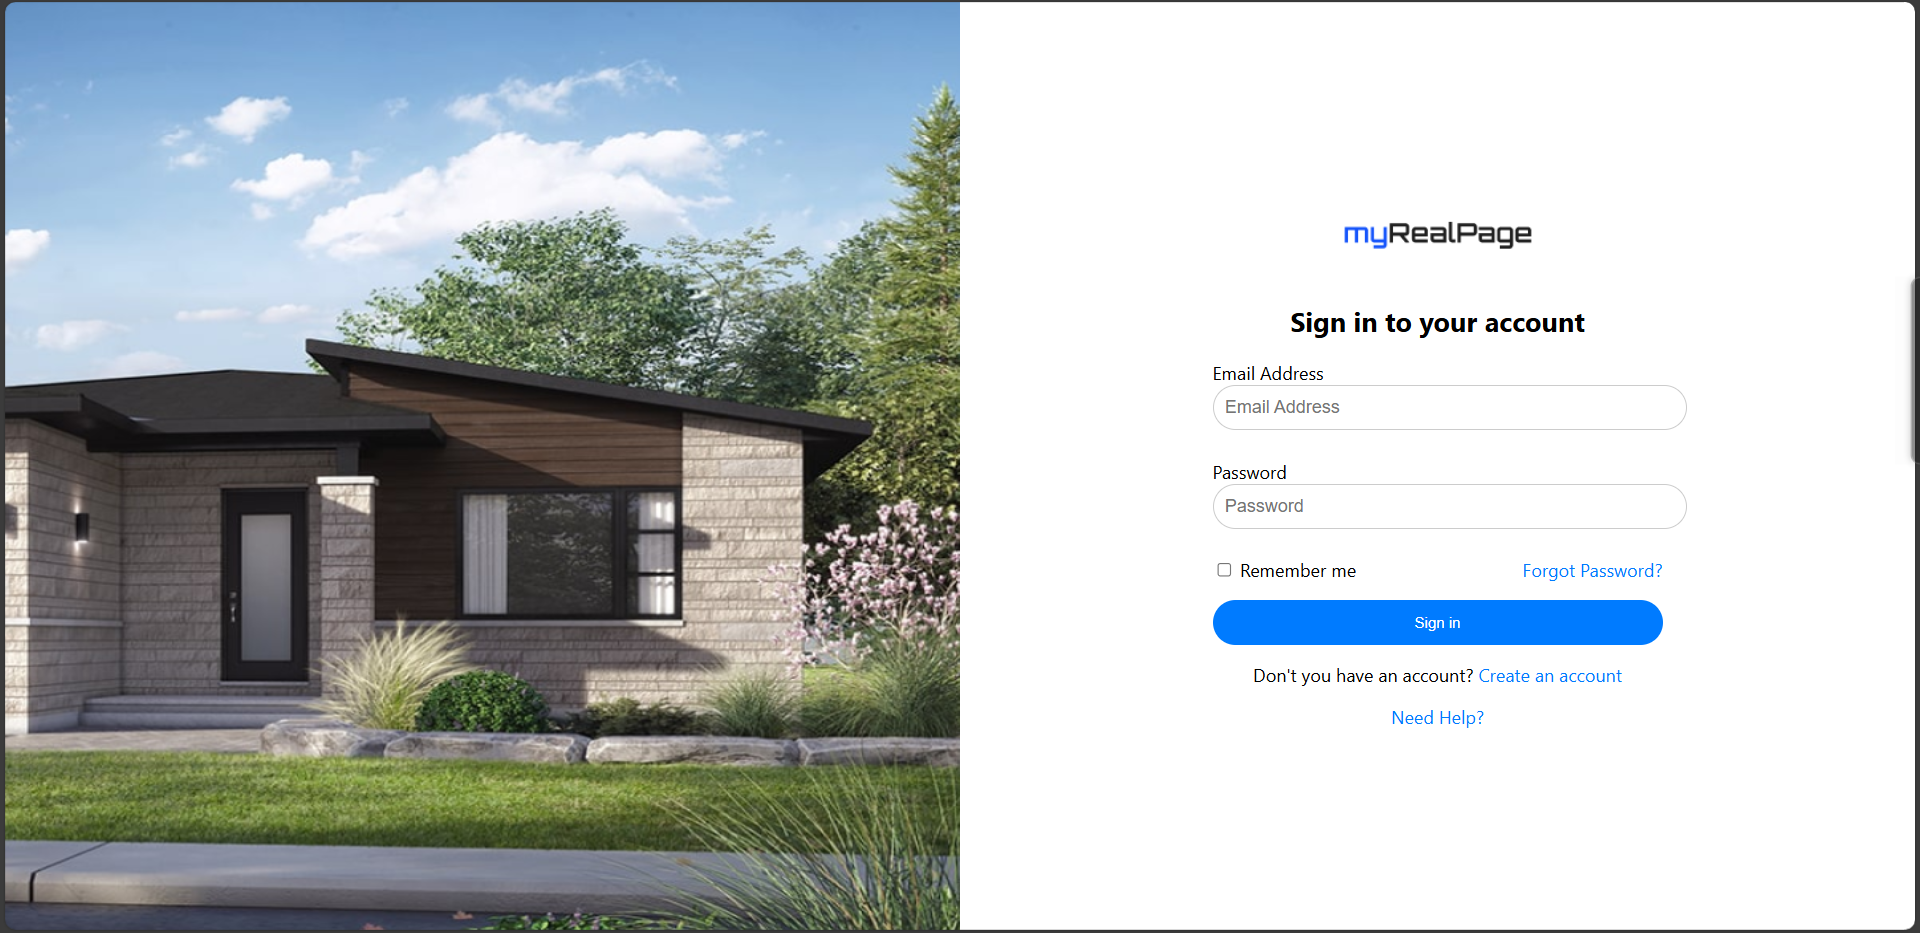 myRealPage
Sign in to your account
Email Address
Email Address
Password
Password
Remember me Forgot Password?
Sign in
Don't you have an account? Create an account
Need Help?